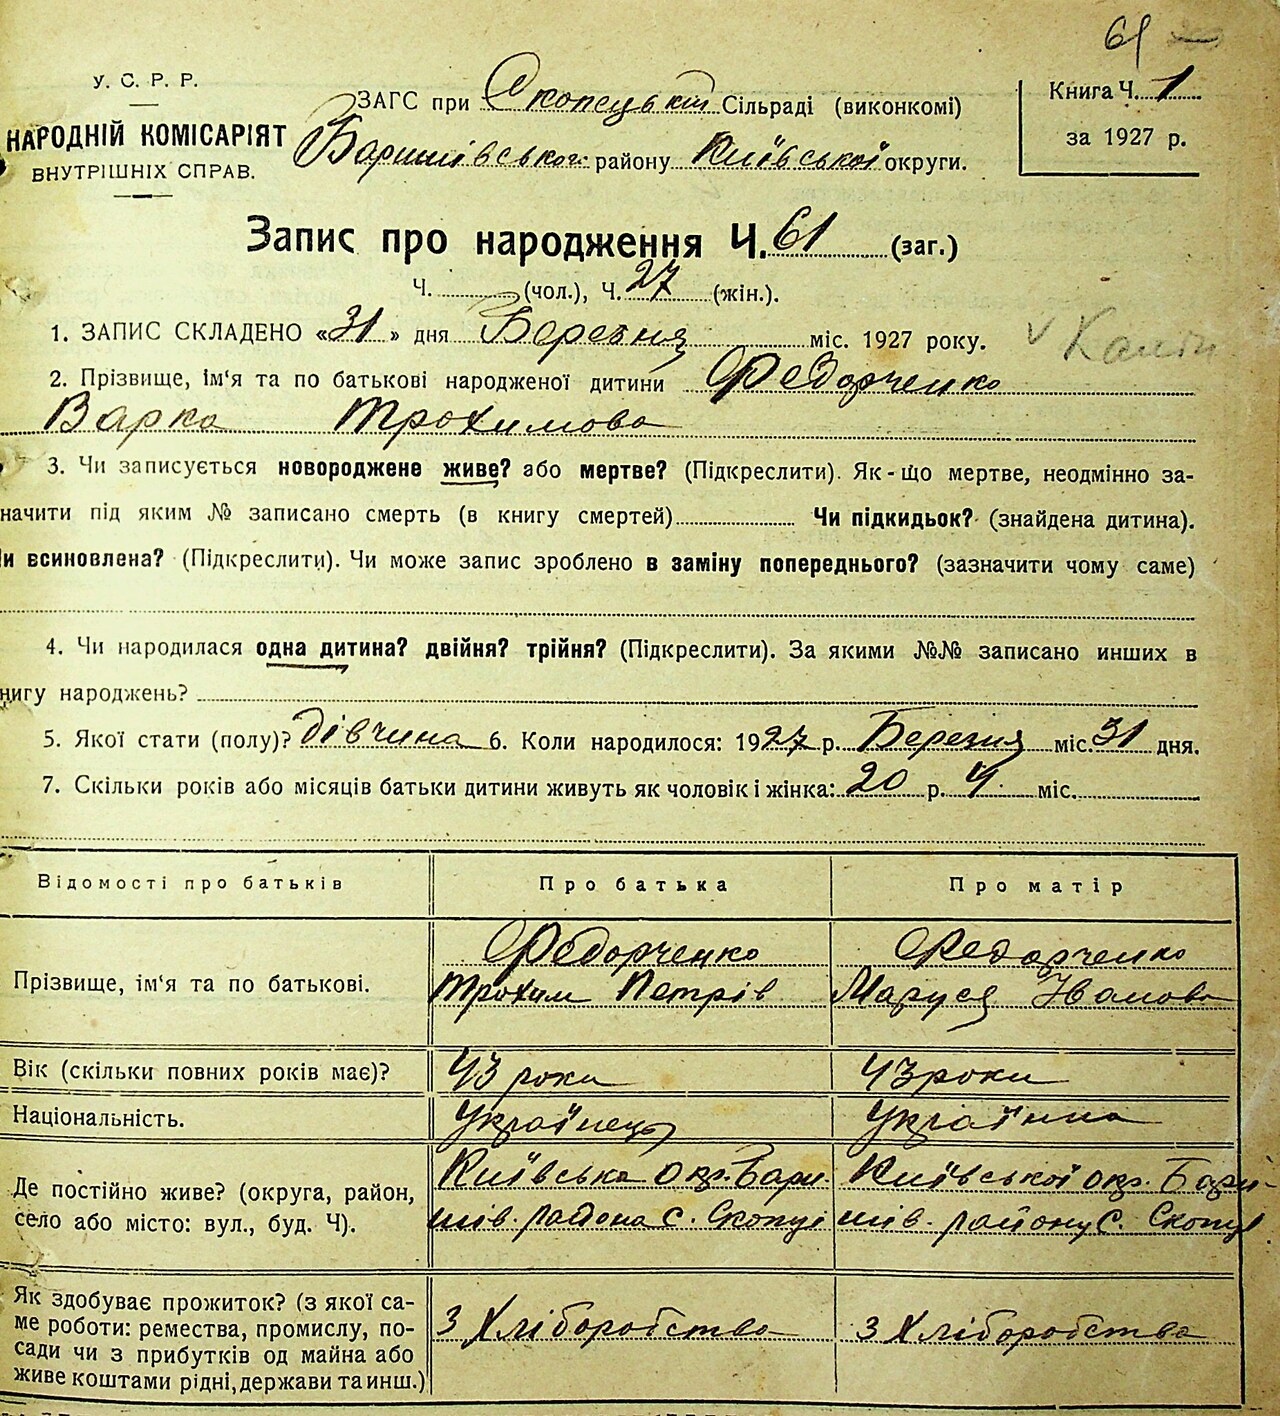 61
У. С. Р. Р.
НАРОДНІЙ КОМІСАРІЯТ
ВНУТРІШНІХ СПРАВ.
ЗАГС при Скопецькій Сільраді (виконкомі)
Баришівського району Київської округи.
Книга Ч. 1
за 1927 р.
Запис про народження Ч. 61 (заг.)
Ч. (чол.), Ч. 27 (жін.).
1. ЗАПИС СКЛАДЕНО «31» дня Березня міс. 1927 року.
2. Прізвище, ім'я та по батькові народженої дитини Федорченко
Варка Трохимова
3. Чи записується новороджене живе? або мертве? (Підкреслити). Як-що мертве, неодмінно за-
начити під яким № записано смерть (в книгу смертей) Чи підкидьок? (знайдена дитина).
и всиновлена? (Підкреслити). Чи може запис зроблено в заміну попереднього? (зазначити чому саме)
4. Чи народилася одна дитина? двійня? трійня? (Підкреслити). За якими №№ записано инших в
нигу народжень?
5. Якої стати (полу)? дівчина 6. Коли народилося: 1927 р. Березня міс. 31 дня.
7. Скільки років або місяців батьки дитини живуть як чоловік і жінка: 20 р. 4 міс.
Відомості про батьків Про батька Про матір
Прізвище, ім'я та по батькові.
Федорченко
Трохим Петрів
Федорченко
Маруся Іванова
Вік (скільки повних років має)? 43 роки 43 роки
Національність. Українець Українка
Де постійно живе? (округа, район,
село або місто: вул., буд. Ч).
Київська окр. Бари-
шів. района с. Скопці
Київської окр. Бари-
шів. району с. Скопці
Як здобуває прожиток? (з якої са-
ме роботи: ремества, промислу, по-
сади чи з прибутків од майна або
живе коштами рідні, держави та инш.)
З Хліборобства
З Хліборобства